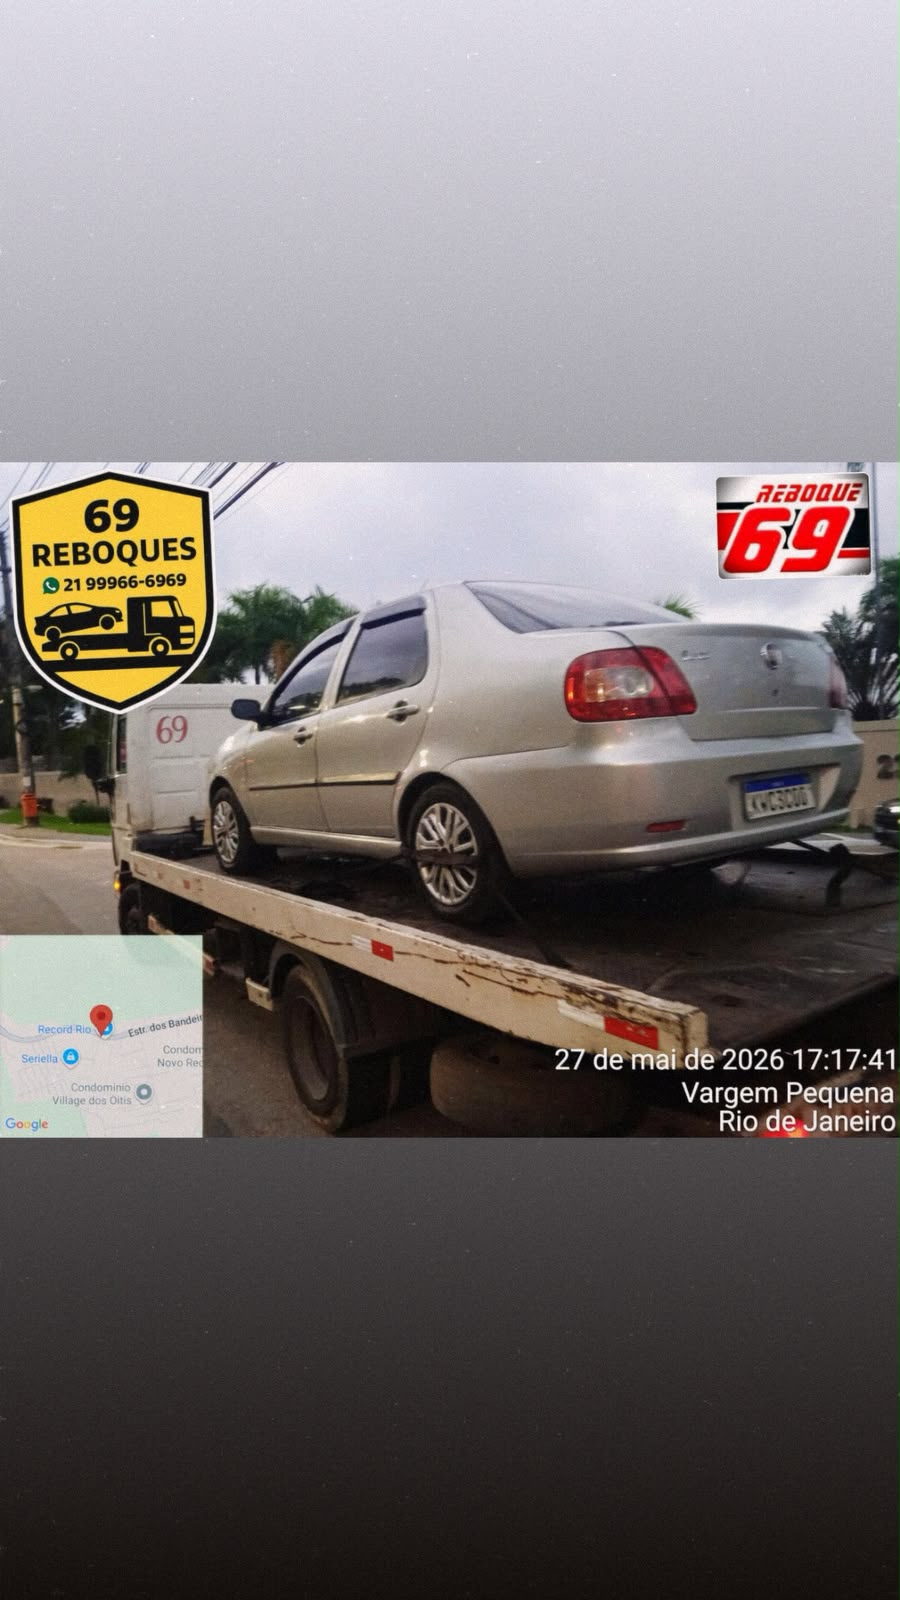 69
REBOQUES
21 99966-6969
REBOQUE
69
69
Record Rio
Estr. dos Bandeir
Seriella
Condom
Novo Rec
Condominio
Village dos Oitis
Google
27 de mai de 2026 17:17:41
Vargem Pequena
Rio de Janeiro